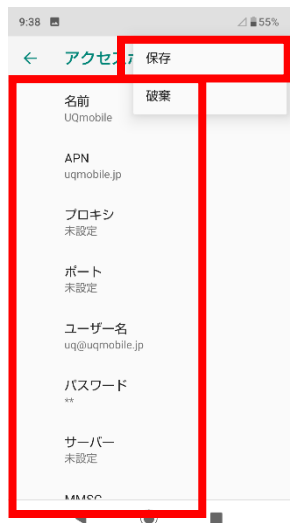 9:38 55%
アクセス
保存
破棄
名前
UQmobile
APN
uqmobile.jp
プロキシ
未設定
ポート
未設定
ユーザー名
uq@uqmobile.jp
パスワード
**
サーバー
未設定
MMSC